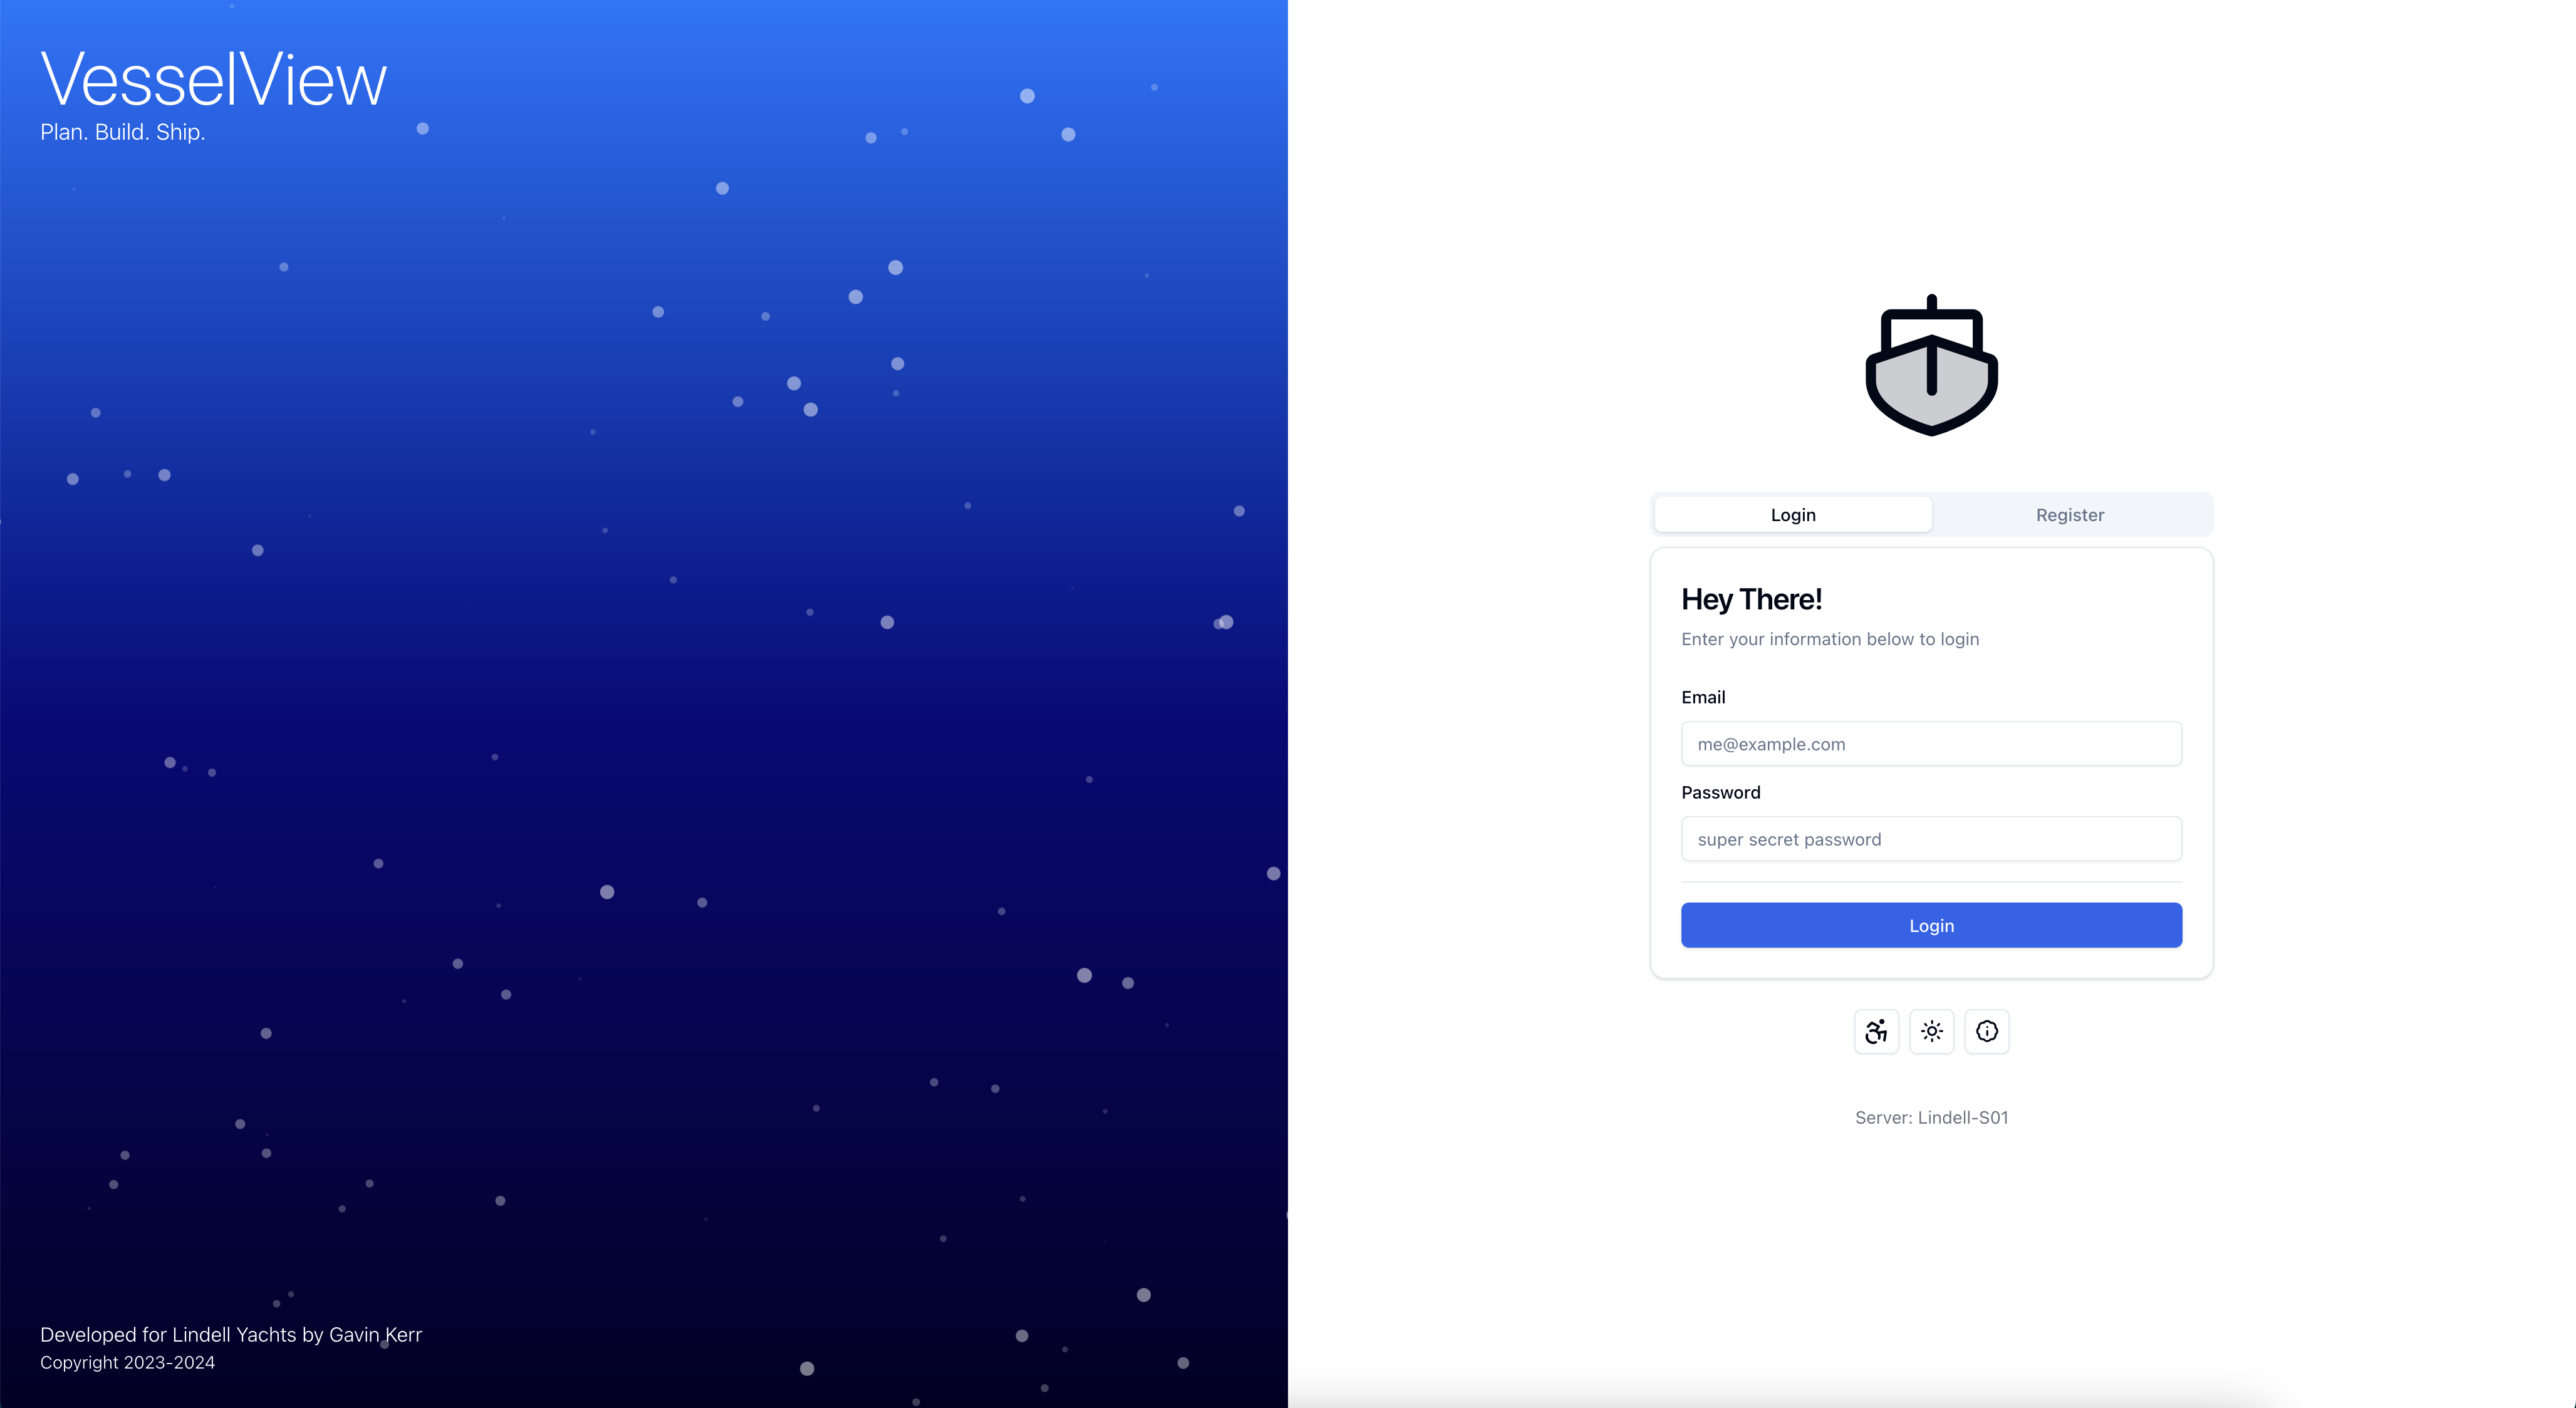 VesselView
Plan. Build. Ship.
Developed for Lindell Yachts by Gavin Kerr
Copyright 2023-2024
Login
Register
Hey There!
Enter your information below to login
Email
me@example.com
Password
super secret password
Login
Server: Lindell-S01